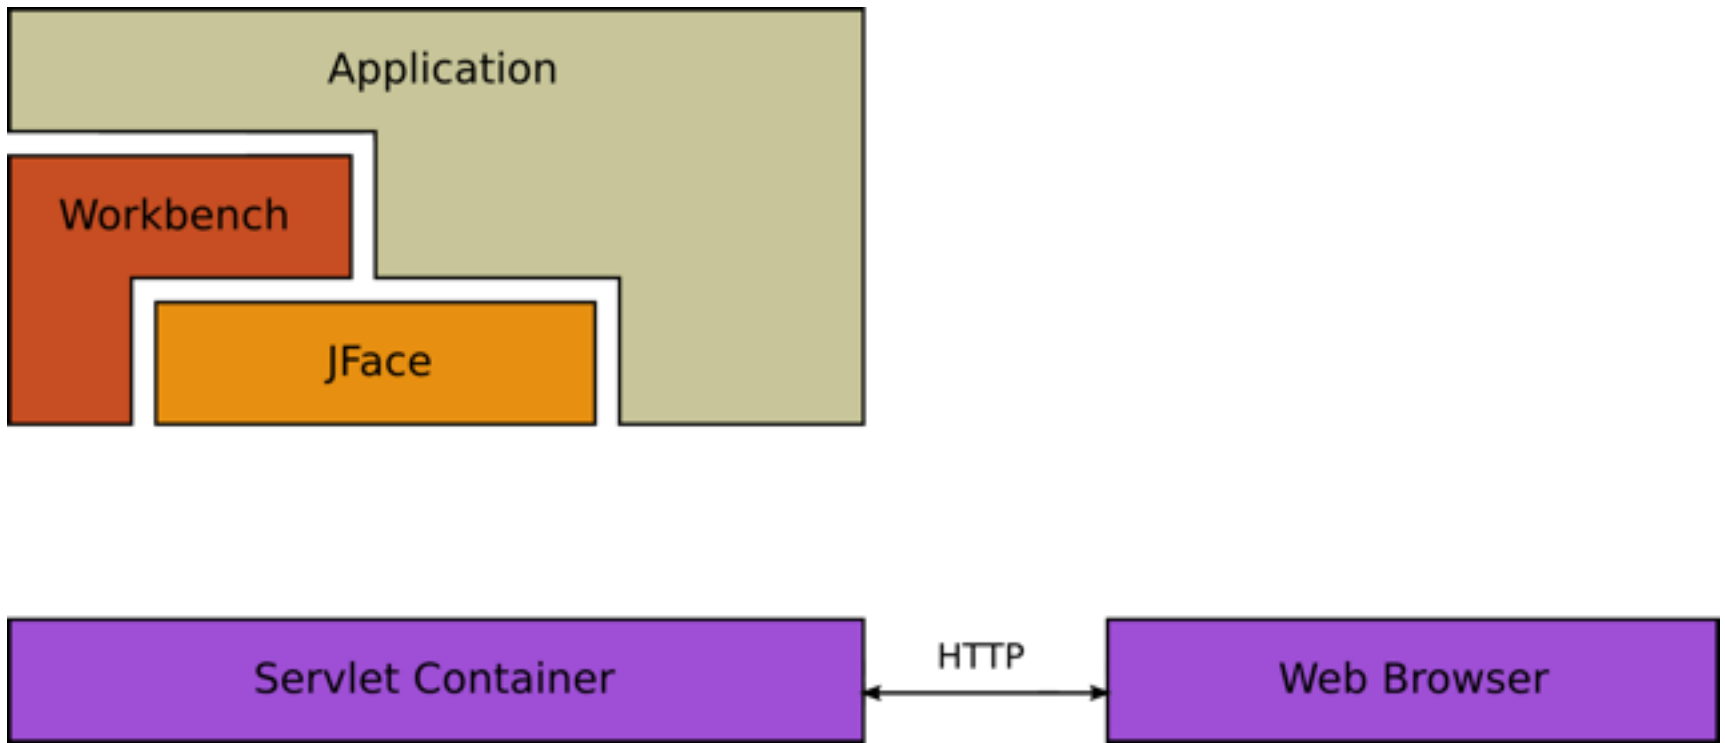 Application
Workbench
JFace
Servlet Container
HTTP
Web Browser